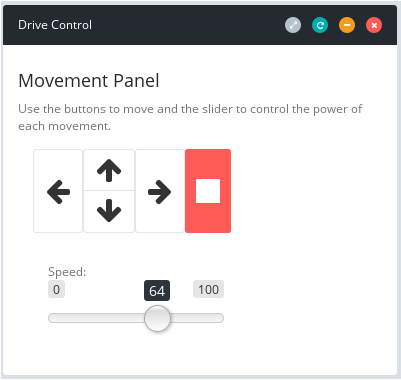 Drive Control
Movement Panel
Use the buttons to move and the slider to control the power of
each movement.
Speed:
0 64 100